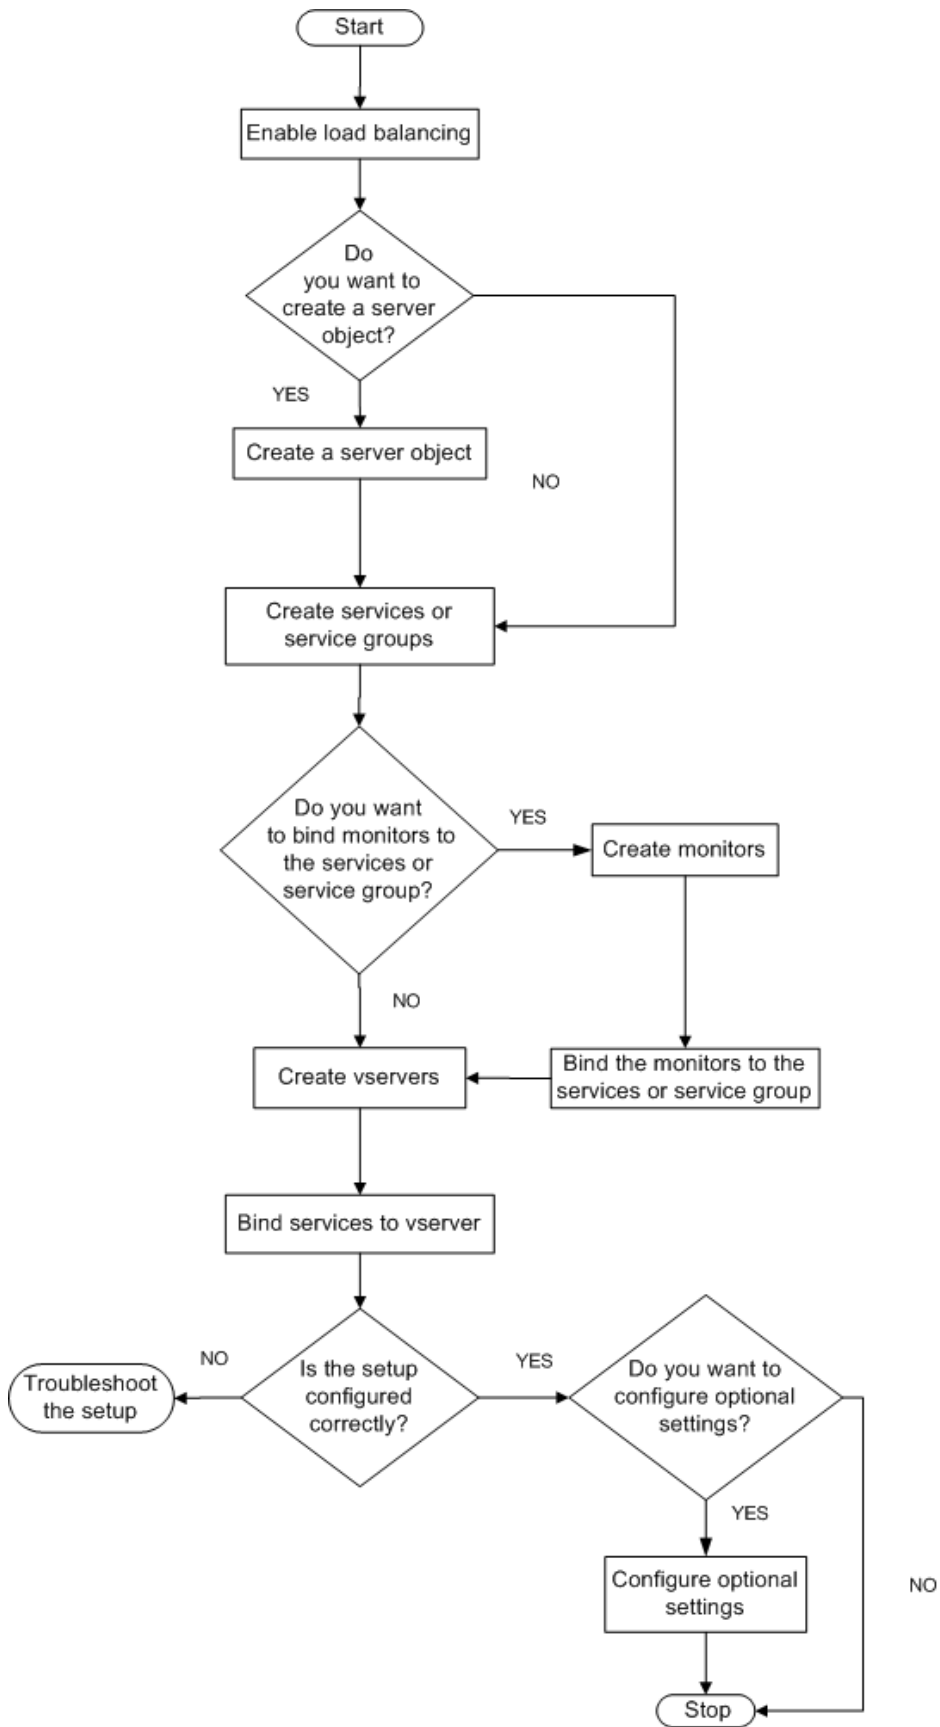 Start
Enable load balancing
Do
you want to
create a server
object?
YES
Create a server object
NO
Create services or
service groups
Do you want
to bind monitors to
the services or
service group?
YES
Create monitors
NO
Create vservers
Bind the monitors to the
services or service group
Bind services to vserver
Is the setup
configured
correctly?
NO
Troubleshoot
the setup
YES
Do you want to
configure optional
settings?
YES
Configure optional
settings
NO
Stop